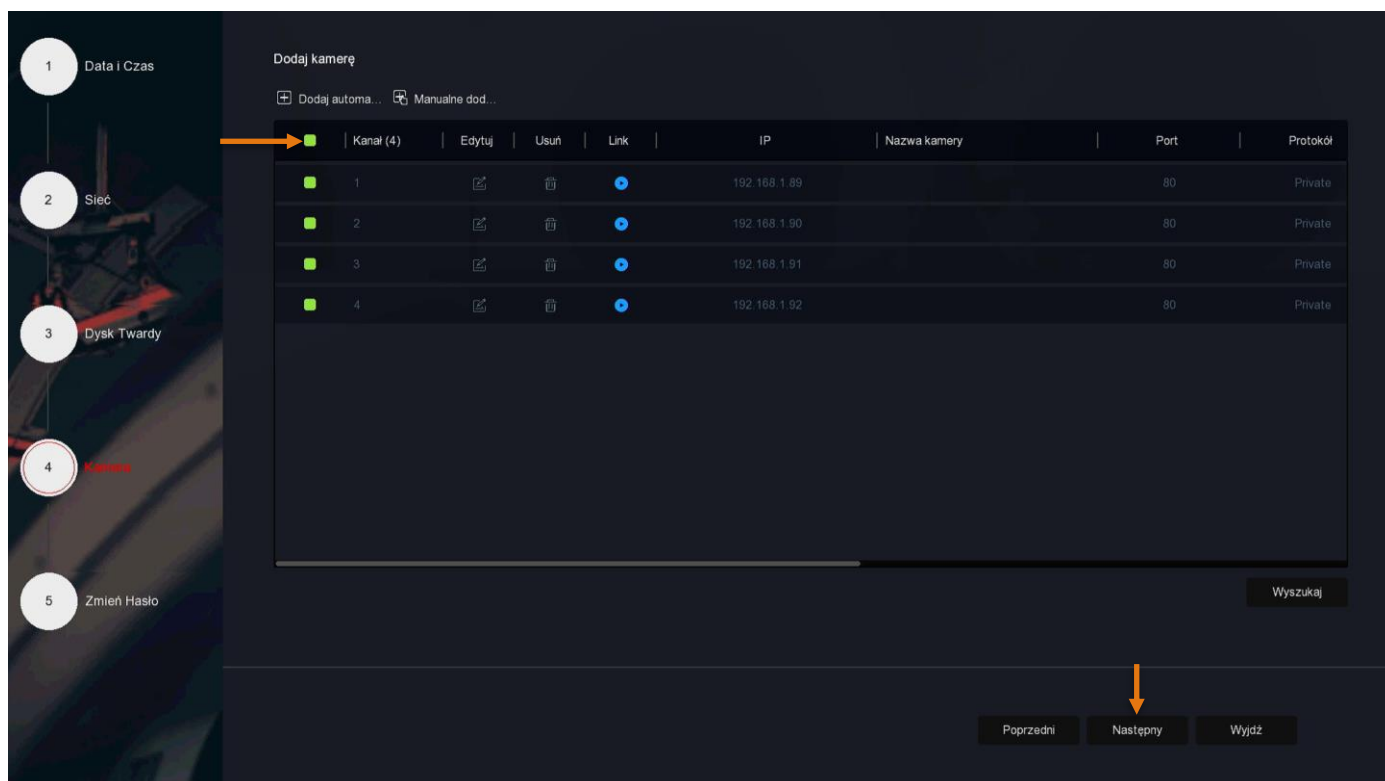 1 Data i Czas
2 Sieć
3 Dysk Twardy
4 Kamera
5 Zmień Hasło
Dodaj kamerę
Dodaj automa... Manualne dod...
Kanał (4) Edytuj Usuń Link IP Nazwa kamery Port Protokół
1 192.168.1.89 80 Private
2 192.168.1.90 80 Private
3 192.168.1.91 80 Private
4 192.168.1.92 80 Private
Wyszukaj
Poprzedni Następny Wyjdź